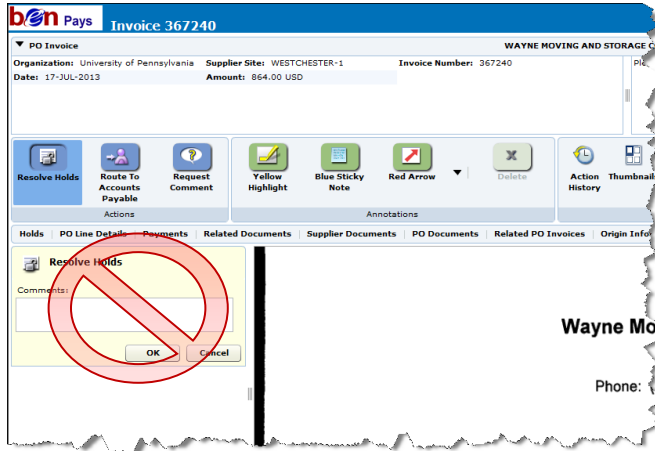 ben Pays Invoice 367240
PO Invoice WAYNE MOVING AND STORAGE C
Organization: University of Pennsylvania Supplier Site: WESTCHESTER-1 Invoice Number: 367240
Date: 17-JUL-2013 Amount: 864.00 USD
Resolve Holds Route To Accounts Payable Request Comment Yellow Highlight Blue Sticky Note Red Arrow Delete Action History Thumbnails
Actions Annotations
Holds PO Line Details Payments Related Documents Supplier Documents PO Documents Related PO Invoices Origin Info
Resolve Holds
Comments:
OK Cancel
Wayne Mo
Phone: